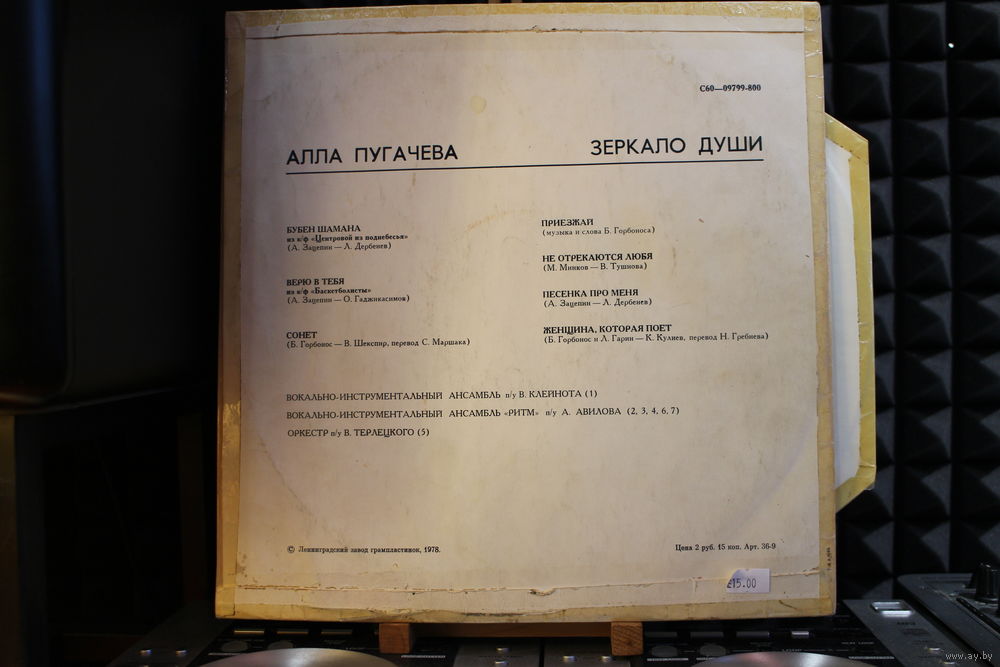 С60—09799-800
АЛЛА ПУГАЧЕВА
ЗЕРКАЛО ДУШИ
БУБЕН ШАМАНА
из к/ф «Центровой из поднебесья»
(А. Зацепин — Л. Дербенев)
ВЕРЮ В ТЕБЯ
из к/ф «Баскетболисты»
(А. Зацепин — О. Гаджикасимов)
СОНЕТ
(Б. Горбонос — В. Шекспир, перевод С. Маршака)
ПРИЕЗЖАЙ
(музыка и слова Б. Горбоноса)
НЕ ОТРЕКАЮТСЯ ЛЮБЯ
(М. Минков — В. Тушнова)
ПЕСЕНКА ПРО МЕНЯ
(А. Зацепин — Л. Дербенев)
ЖЕНЩИНА, КОТОРАЯ ПОЕТ
(Б. Горбонос и Л. Гарин — К. Кулиев, перевод Н. Гребнева)
ВОКАЛЬНО-ИНСТРУМЕНТАЛЬНЫЙ АНСАМБЛЬ п/у В. КЛЕЙНОТА (1)
ВОКАЛЬНО-ИНСТРУМЕНТАЛЬНЫЙ АНСАМБЛЬ «РИТМ» п/у А. АВИЛОВА (2, 3, 4, 6, 7)
ОРКЕСТР п/у В. ТЕРЛЕЦКОГО (5)
© Ленинградский завод грампластинок, 1978.
Цена 2 руб. 15 коп. Арт. 36-9
£15.00
www.ay.by